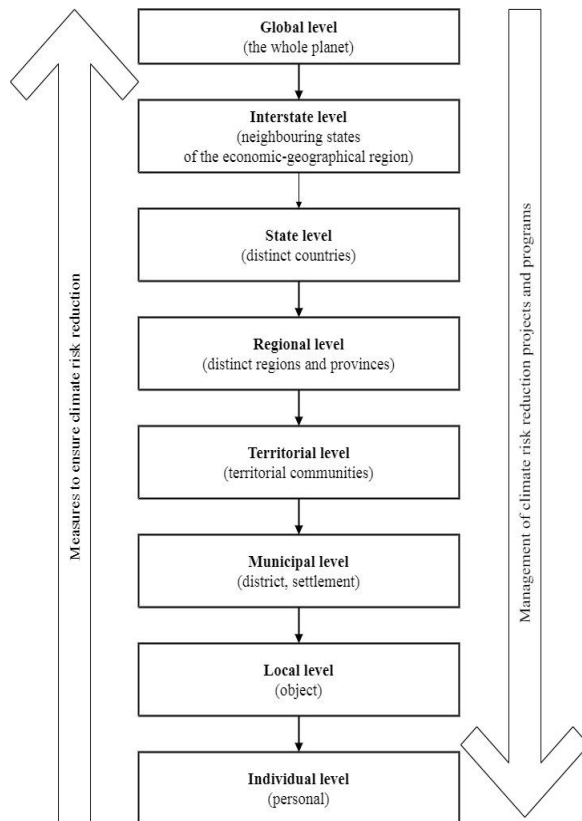 Global level
(the whole planet)
Interstate level
(neighbouring states
of the economic-geographical region)
State level
(distinct countries)
Regional level
(distinct regions and provinces)
Territorial level
(territorial communities)
Municipal level
(district, settlement)
Local level
(object)
Individual level
(personal)
Measures to ensure climate risk reduction
Management of climate risk reduction projects and programs